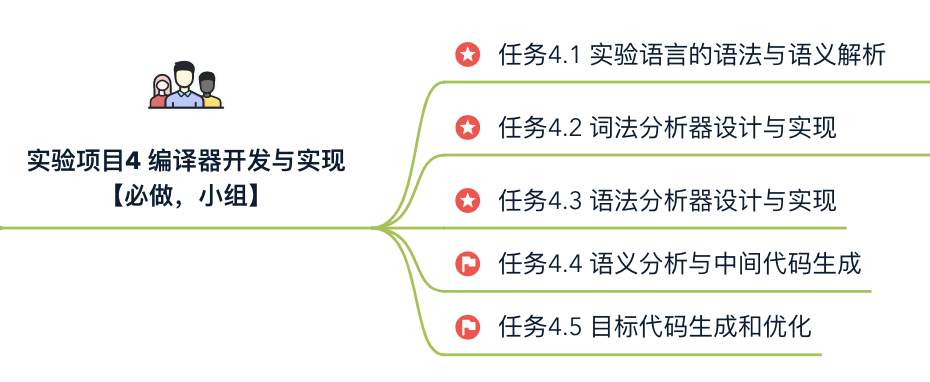 实验项目4 编译器开发与实现
【必做，小组】
任务4.1 实验语言的语法与语义解析
任务4.2 词法分析器设计与实现
任务4.3 语法分析器设计与实现
任务4.4 语义分析与中间代码生成
任务4.5 目标代码生成和优化